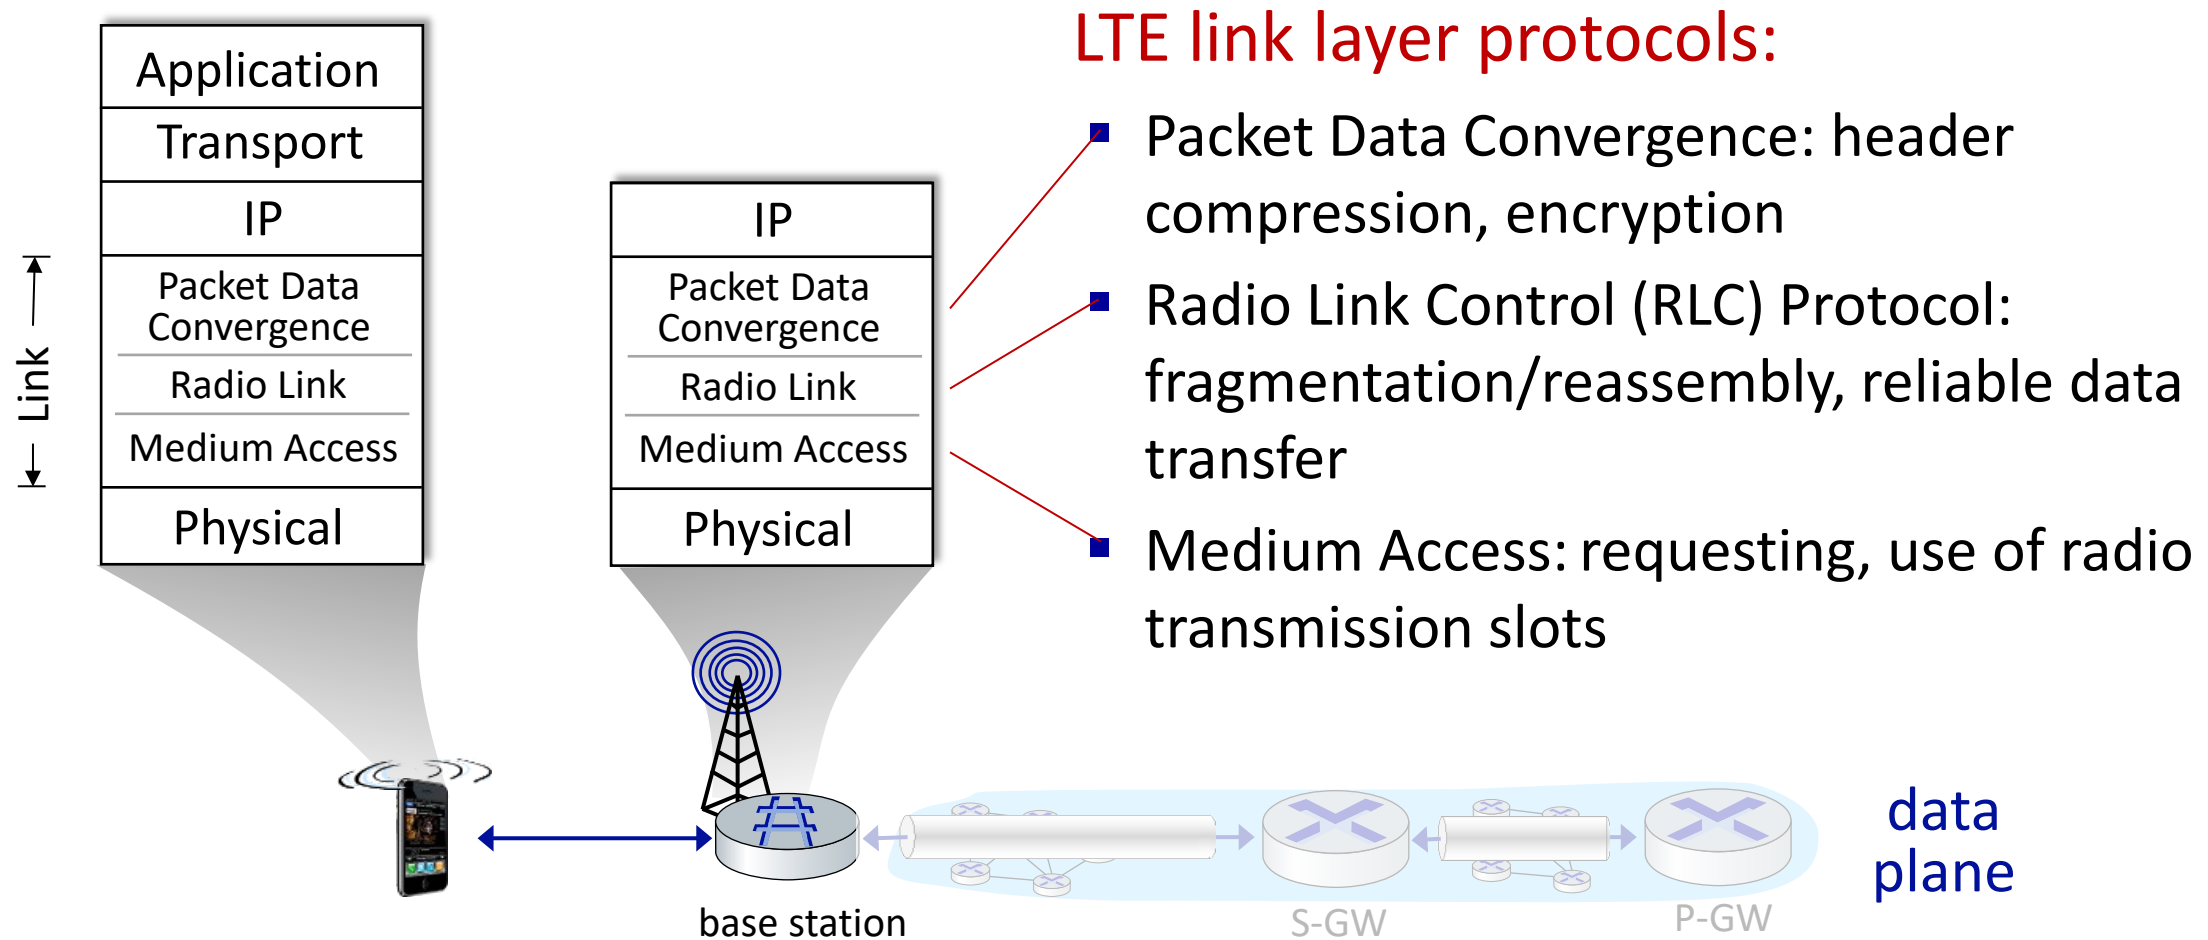 Application
Transport
IP
Packet Data
Convergence
Radio Link
Medium Access
Physical
Link
IP
Packet Data
Convergence
Radio Link
Medium Access
Physical
LTE link layer protocols:
Packet Data Convergence: header
compression, encryption
Radio Link Control (RLC) Protocol:
fragmentation/reassembly, reliable data
transfer
Medium Access: requesting, use of radio
transmission slots
base station
S-GW
P-GW
data
plane